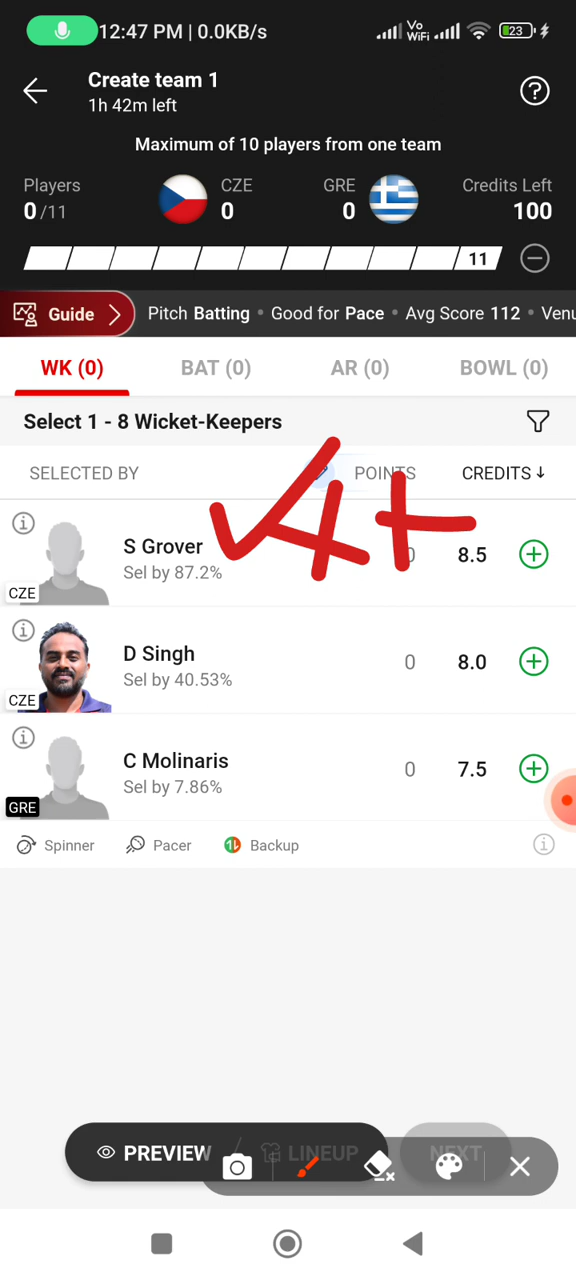 12:47 PM | 0.0KB/s Vo WiFi 23
Create team 1
1h 42m left
Maximum of 10 players from one team
Players CZE GRE Credits Left
0/11 0 0 100
11
Guide Pitch Batting • Good for Pace • Avg Score 112 • Venu
WK (0) BAT (0) AR (0) BOWL (0)
Select 1 - 8 Wicket-Keepers
SELECTED BY POINTS CREDITS ↓
S Grover 0 8.5
Sel by 87.2%
CZE
4+
D Singh 0 8.0
Sel by 40.53%
CZE
C Molinaris 0 7.5
Sel by 7.86%
GRE
Spinner Pacer Backup
PREVIEW / LINEUP NEXT